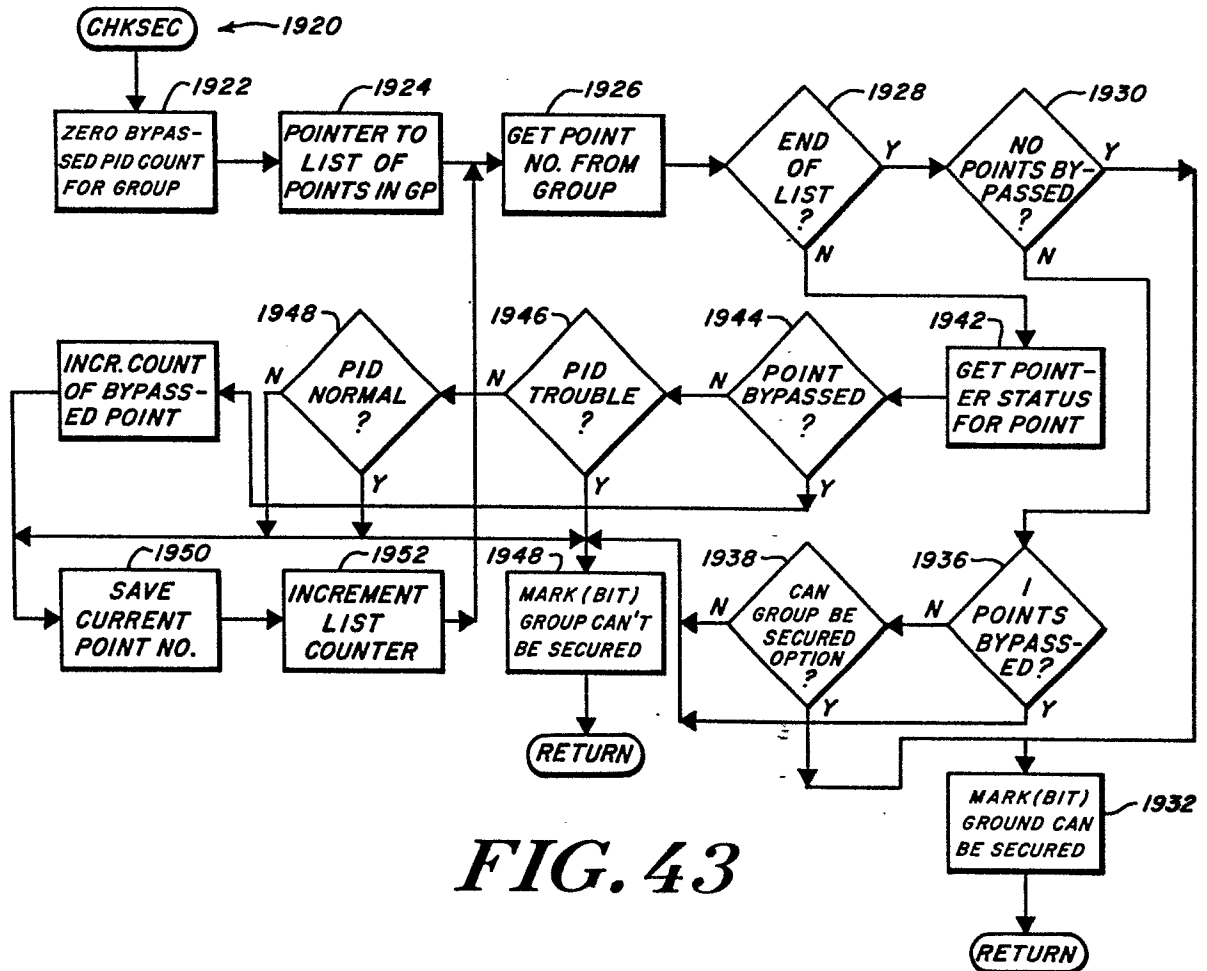 CHKSEC
1920
1922
ZERO BYPAS-
SED PID COUNT
FOR GROUP
1924
POINTER TO
LIST OF
POINTS IN GP
1926
GET POINT
NO. FROM
GROUP
1928
END
OF
LIST
?
Y
N
1930
NO
POINTS BY-
PASSED
?
Y
N
INCR. COUNT
OF BYPASS-
ED POINT
1948
PID
NORMAL
?
N
Y
1946
PID
TROUBLE
?
N
Y
1944
POINT
BYPASSED
?
N
Y
1942
GET POINT-
ER STATUS
FOR POINT
1950
SAVE
CURRENT
POINT NO.
1952
INCREMENT
LIST
COUNTER
1948
MARK (BIT)
GROUP CAN'T
BE SECURED
RETURN
1938
CAN
GROUP BE
SECURED
OPTION
?
N
Y
1936
I
POINTS
BYPASS-
ED?
N
Y
MARK (BIT)
GROUND CAN
BE SECURED
1932
RETURN
FIG. 43